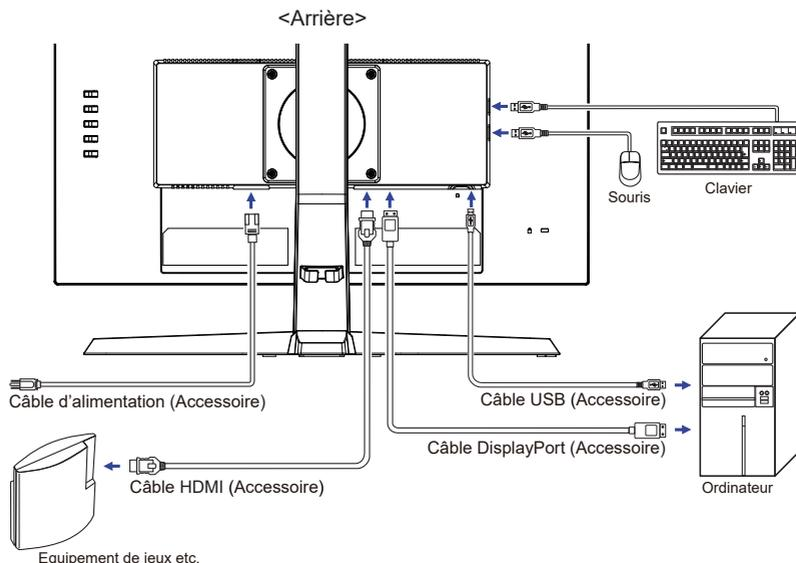 <Arrière>
Souris
Clavier
Câble d’alimentation (Accessoire)
Câble USB (Accessoire)
Câble DisplayPort (Accessoire)
Câble HDMI (Accessoire)
Ordinateur
Equipement de jeux etc.